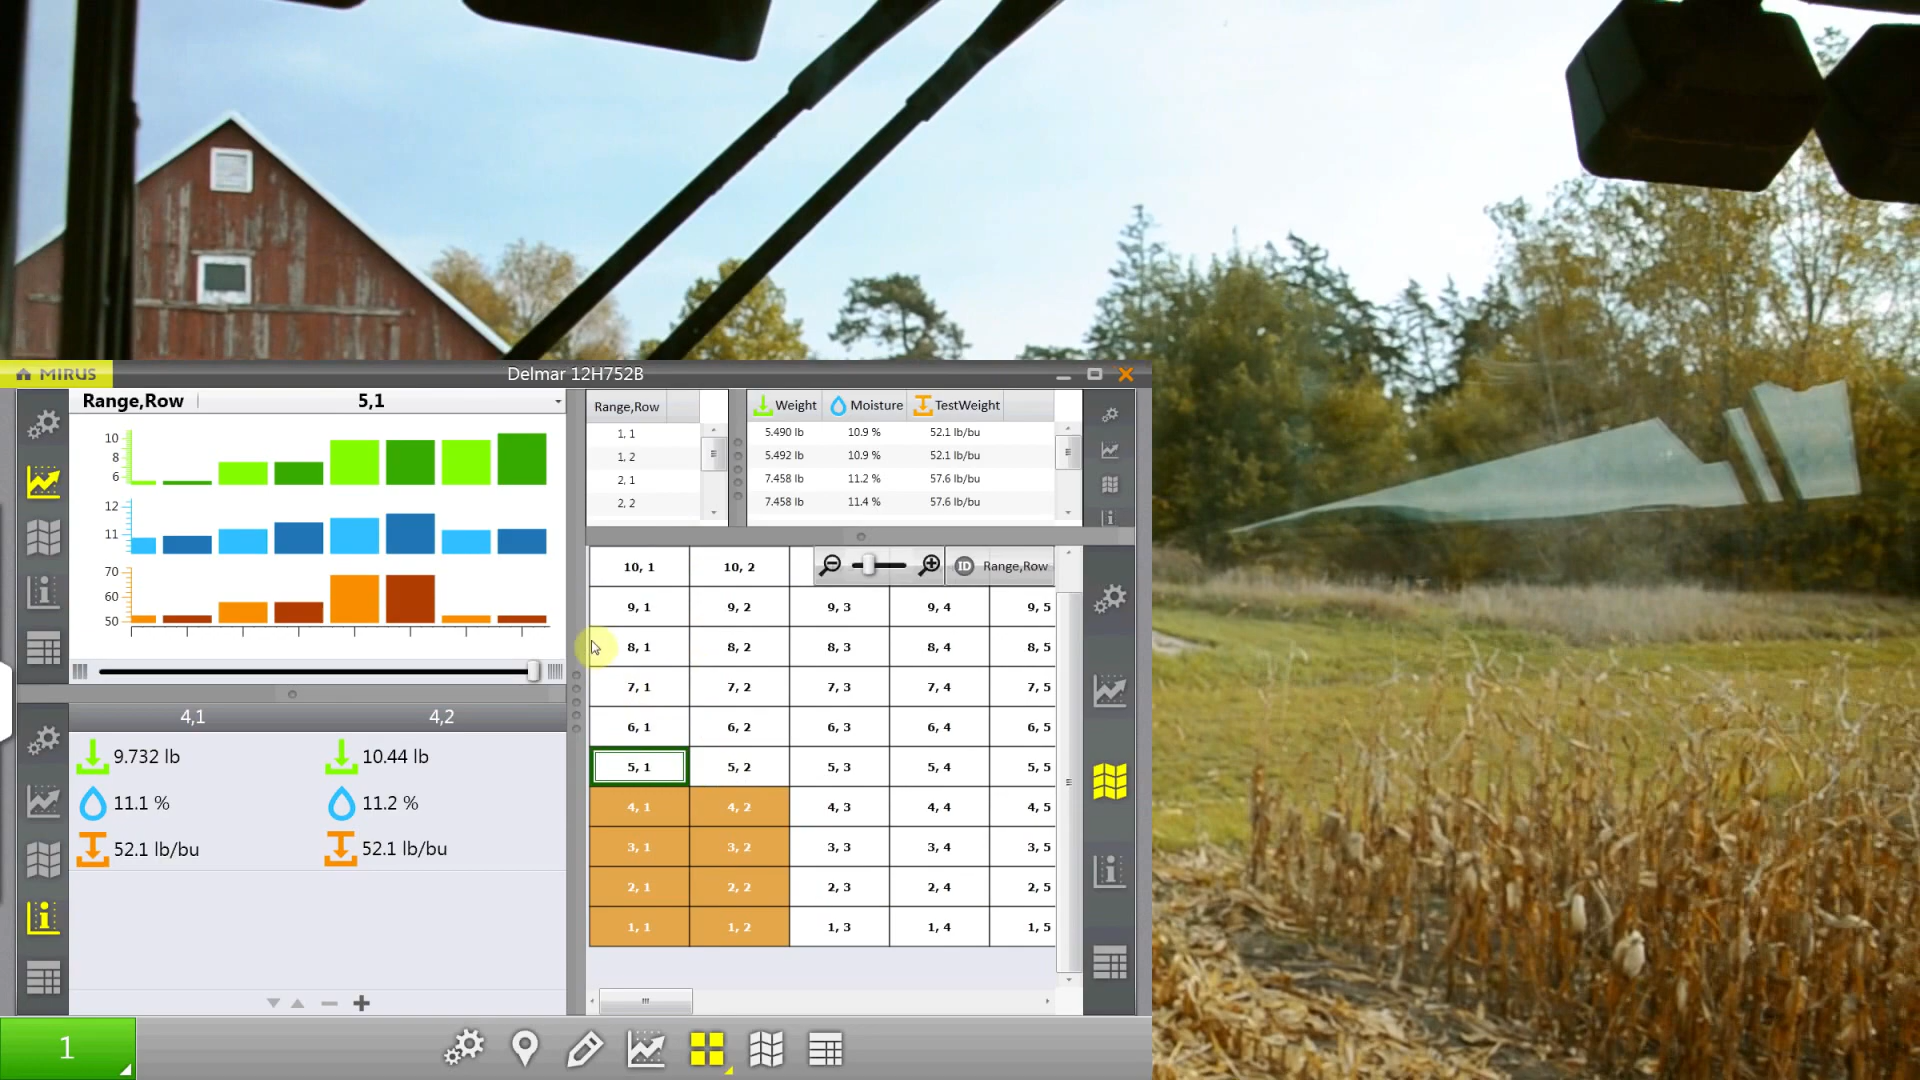 MIRUS
Delmar 12H752B
Range,Row 5,1
10
8
6
12
11
70
60
50
4,1 4,2
9.732 lb 10.44 lb
11.1 % 11.2 %
52.1 lb/bu 52.1 lb/bu
Range,Row
1, 1
1, 2
2, 1
2, 2
Weight Moisture TestWeight
5.490 lb 10.9 % 52.1 lb/bu
5.492 lb 10.9 % 52.1 lb/bu
7.458 lb 11.2 % 57.6 lb/bu
7.458 lb 11.4 % 57.6 lb/bu
10, 1 10, 2 ID Range,Row
9, 1 9, 2 9, 3 9, 4 9, 5
8, 1 8, 2 8, 3 8, 4 8, 5
7, 1 7, 2 7, 3 7, 4 7, 5
6, 1 6, 2 6, 3 6, 4 6, 5
5, 1 5, 2 5, 3 5, 4 5, 5
4, 1 4, 2 4, 3 4, 4 4, 5
3, 1 3, 2 3, 3 3, 4 3, 5
2, 1 2, 2 2, 3 2, 4 2, 5
1, 1 1, 2 1, 3 1, 4 1, 5
1